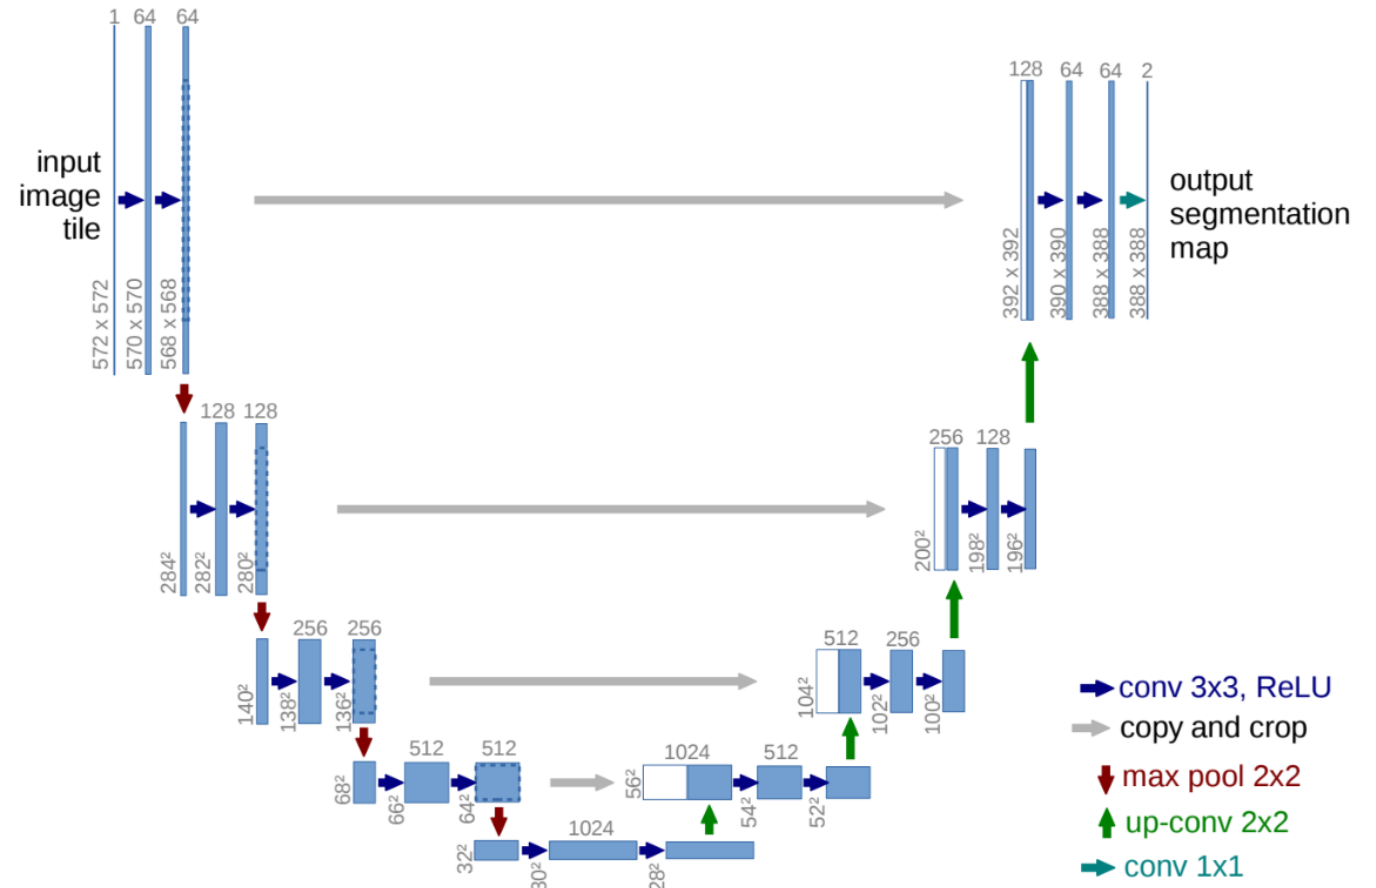 1 64 64
128 64 64 2
input
image
tile
output
segmentation
map
572 x 572
570 x 570
568 x 568
392 x 392
390 x 390
388 x 388
388 x 388
128 128
256 128
284²
282²
280²
200²
198²
196²
256 256
512 256
140²
138²
136²
104²
102²
100²
512 512
1024 512
68²
66²
64²
56²
54²
52²
1024
32²
30²
28²
conv 3x3, ReLU
copy and crop
max pool 2x2
up-conv 2x2
conv 1x1